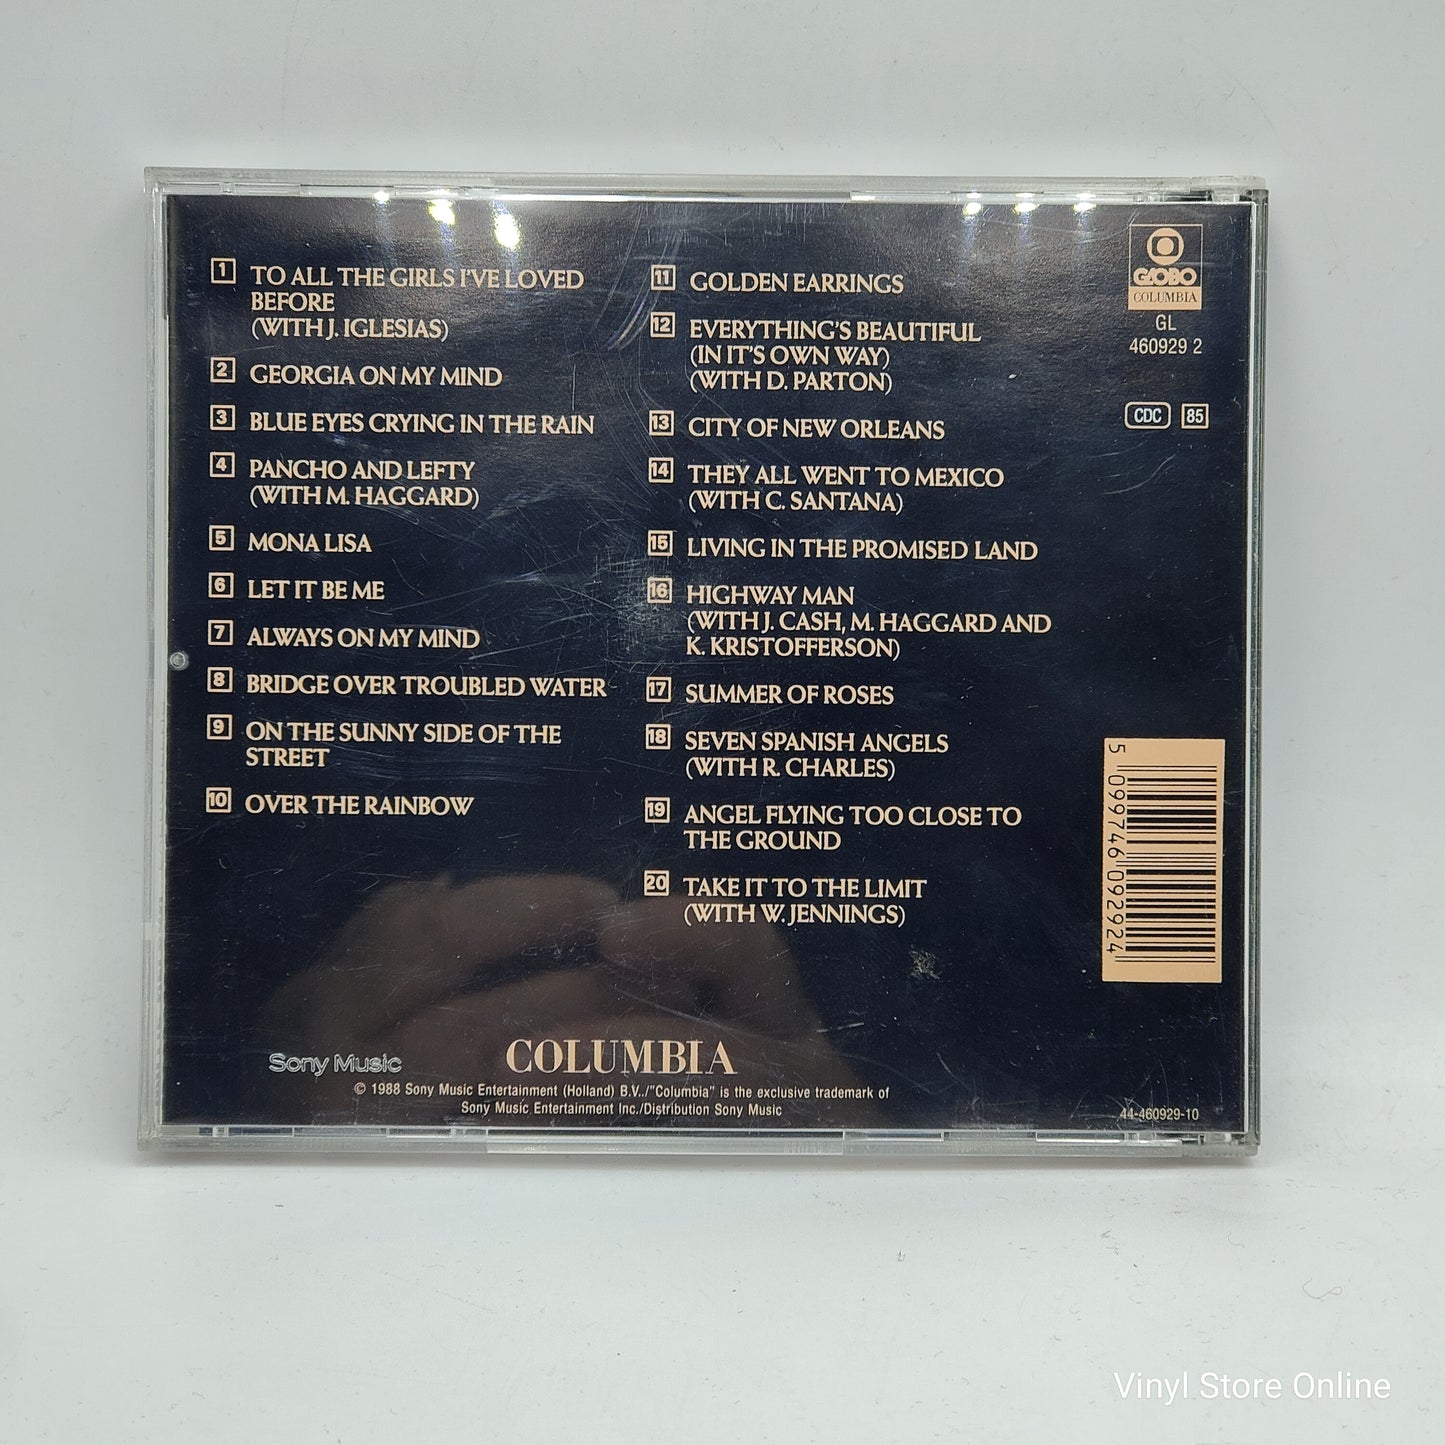 1 TO ALL THE GIRLS I'VE LOVED
BEFORE
(WITH J. IGLESIAS)
2 GEORGIA ON MY MIND
3 BLUE EYES CRYING IN THE RAIN
4 PANCHO AND LEFTY
(WITH M. HAGGARD)
5 MONA LISA
6 LET IT BE ME
7 ALWAYS ON MY MIND
8 BRIDGE OVER TROUBLED WATER
9 ON THE SUNNY SIDE OF THE
STREET
10 OVER THE RAINBOW
11 GOLDEN EARRINGS
12 EVERYTHING'S BEAUTIFUL
(IN IT'S OWN WAY)
(WITH D. PARTON)
13 CITY OF NEW ORLEANS
14 THEY ALL WENT TO MEXICO
(WITH C. SANTANA)
15 LIVING IN THE PROMISED LAND
16 HIGHWAY MAN
(WITH J. CASH, M. HAGGARD AND
K. KRISTOFFERSON)
17 SUMMER OF ROSES
18 SEVEN SPANISH ANGELS
(WITH R. CHARLES)
19 ANGEL FLYING TOO CLOSE TO
THE GROUND
20 TAKE IT TO THE LIMIT
(WITH W. JENNINGS)
GLOBO
COLUMBIA
GL
460929 2
CDC 85
5 099746 092924
Sony Music
COLUMBIA
© 1988 Sony Music Entertainment (Holland) B.V../"Columbia" is the exclusive trademark of
Sony Music Entertainment Inc./Distribution Sony Music
44-460929-10
Vinyl Store Online